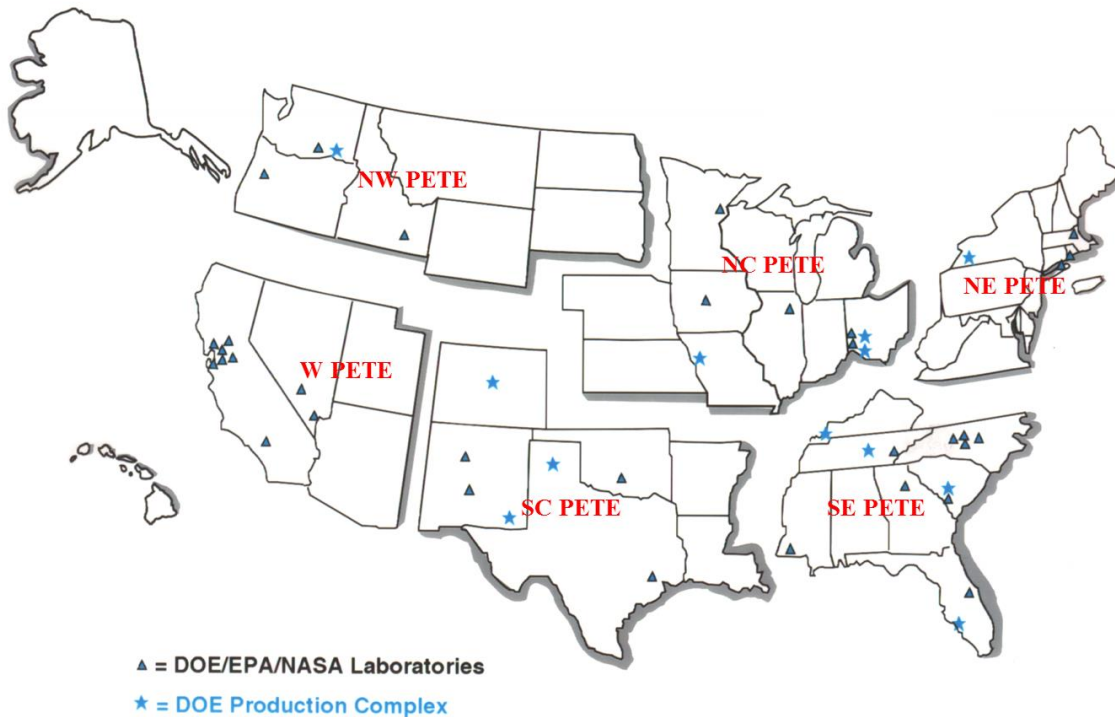 NW PETE
NC PETE
NE PETE
W PETE
SC PETE
SE PETE
= DOE/EPA/NASA Laboratories
= DOE Production Complex